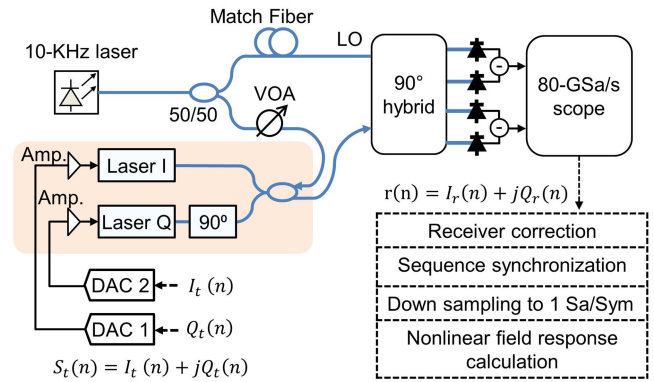 Match Fiber
LO
10-KHz laser
50/50
VOA
90°
hybrid
80-GSa/s
scope
Amp.
Laser I
Amp.
Laser Q
90º
DAC 2
I_t (n)
DAC 1
Q_t(n)
S_t(n) = I_t (n) + jQ_t(n)
r(n) = I_r(n) + jQ_r(n)
Receiver correction
Sequence synchronization
Down sampling to 1 Sa/Sym
Nonlinear field response
calculation